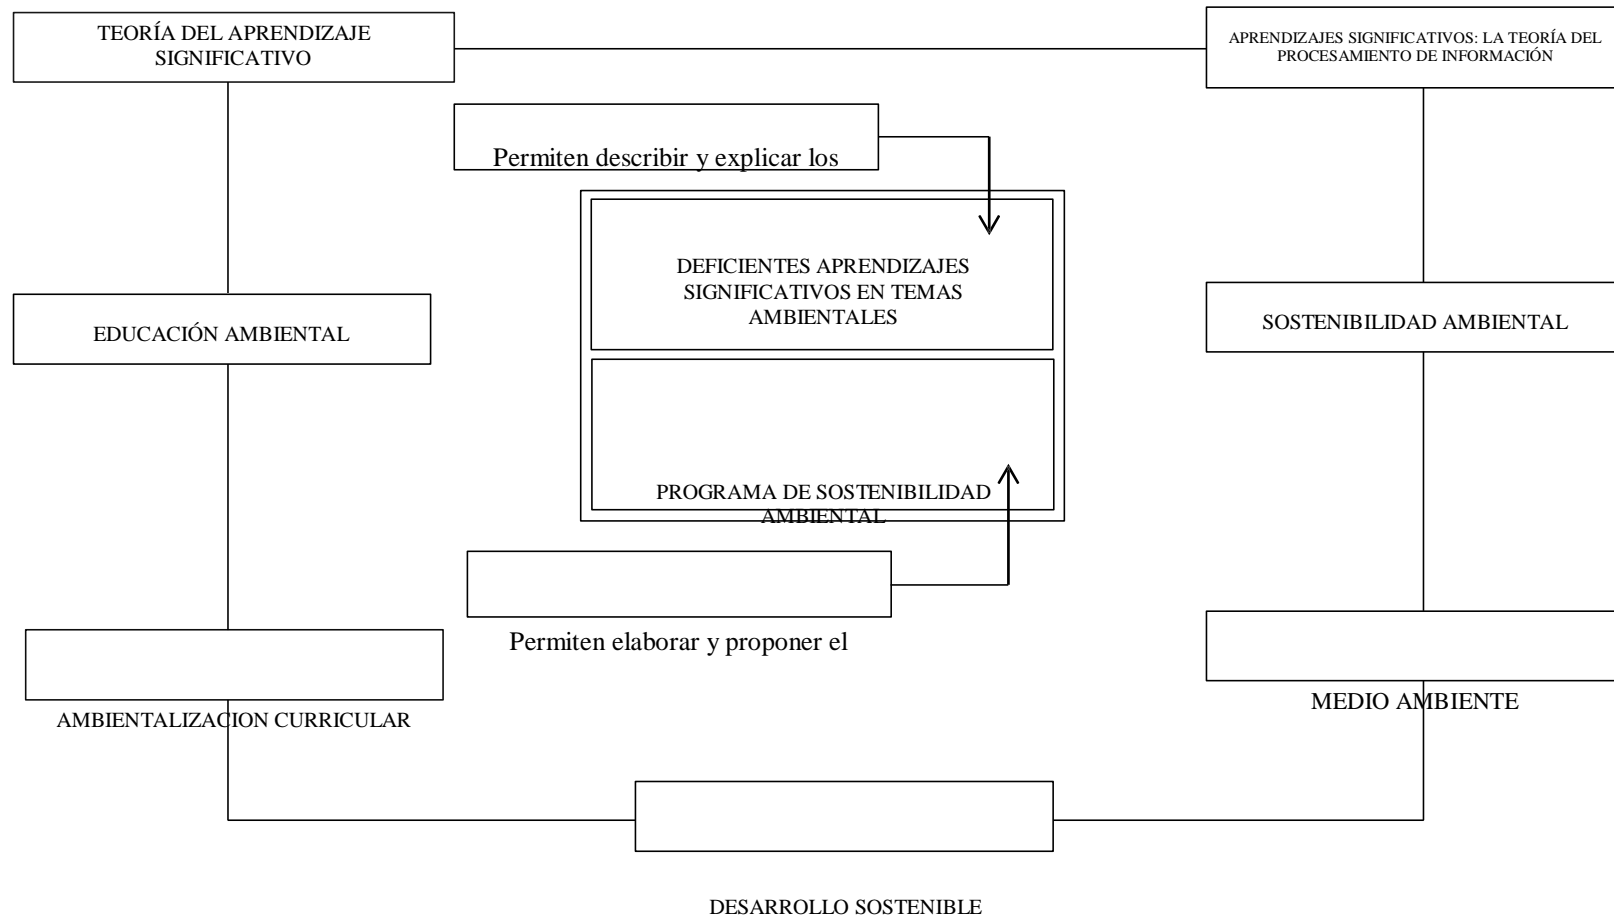 TEORÍA DEL APRENDIZAJE
SIGNIFICATIVO
APRENDIZAJES SIGNIFICATIVOS: LA TEORÍA DEL
PROCESAMIENTO DE INFORMACIÓN
Permiten describir y explicar los
DEFICIENTES APRENDIZAJES
SIGNIFICATIVOS EN TEMAS
AMBIENTALES
EDUCACIÓN AMBIENTAL
SOSTENIBILIDAD AMBIENTAL
PROGRAMA DE SOSTENIBILIDAD
AMBIENTAL
Permiten elaborar y proponer el
AMBIENTALIZACION CURRICULAR
MEDIO AMBIENTE
DESARROLLO SOSTENIBLE